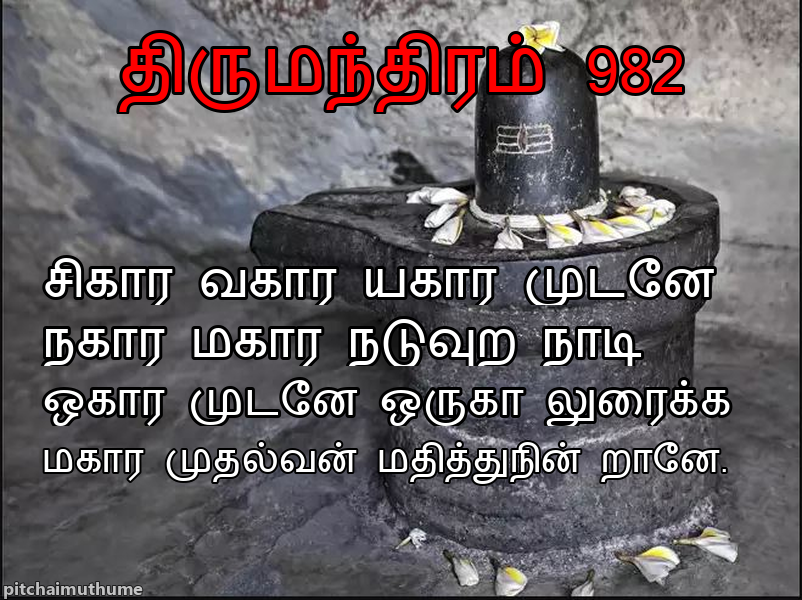 திருமந்திரம் 982
சிகார வகார யகார முடனே
நகார மகார நடுவுற நாடி
ஒகார முடனே ஒருகா லுரைக்க
மகார முதல்வன் மதித்துநின் றானே.
pitchaimuthume